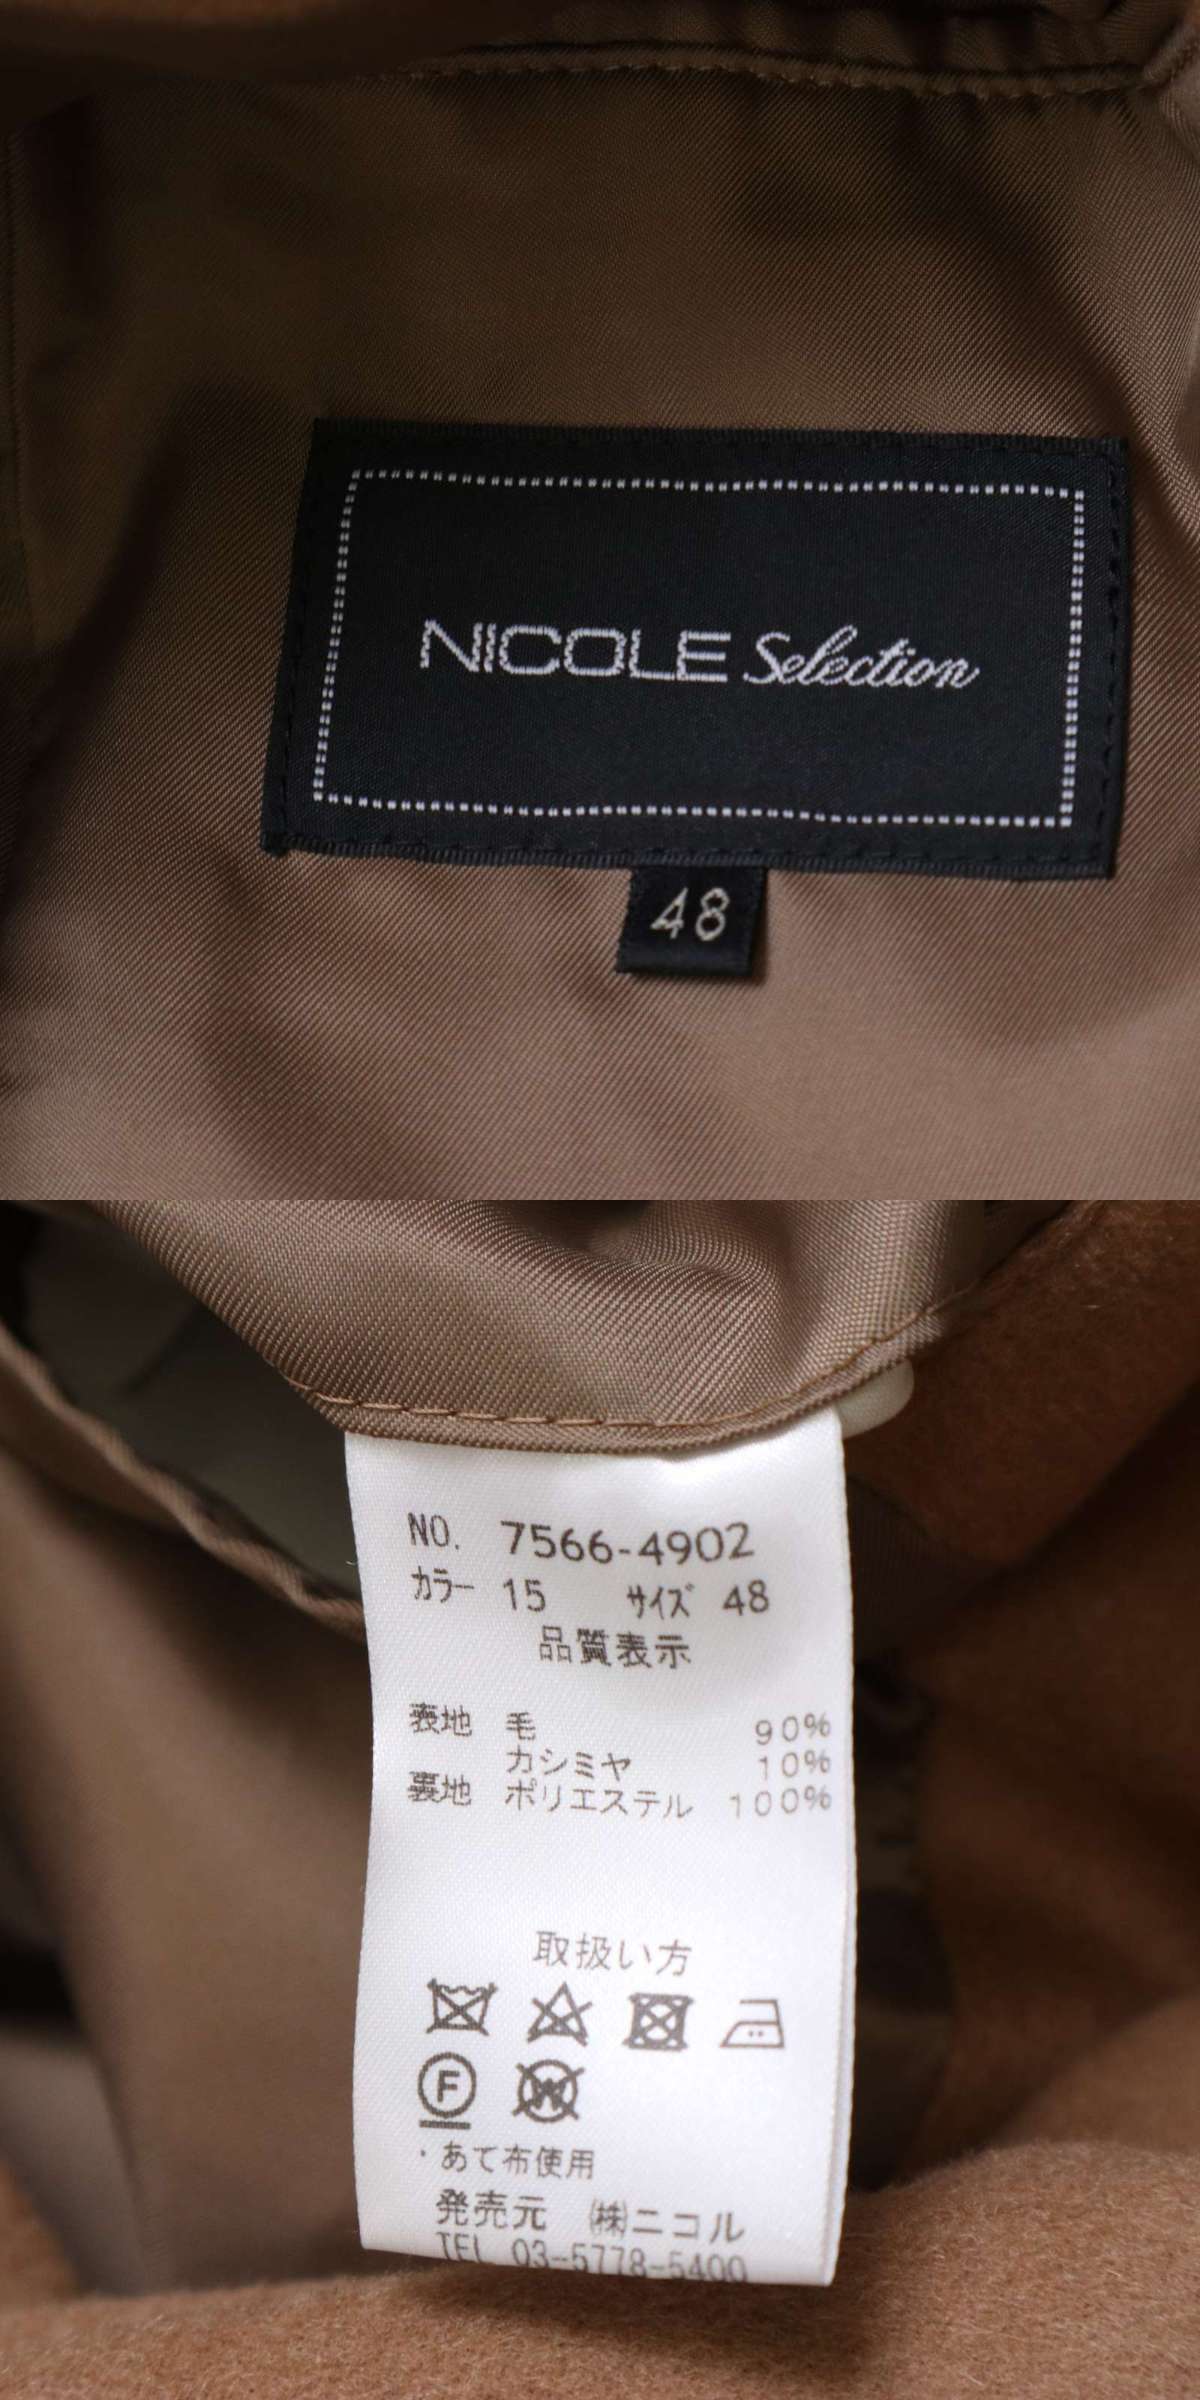 NICOLE Selection
48
NO. 7566-4902
カラー 15 サイズ 48
品質表示
表地 毛 90%
カシミヤ 10%
裏地 ポリエステル 100%
取扱い方
F W
・あて布使用
発売元 ㈱ニコル
TEL 03-5778-5400